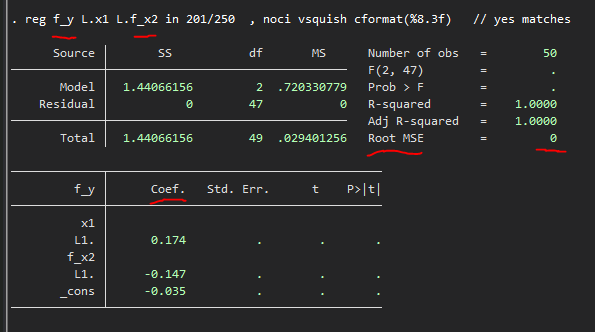 . reg f_y L.x1 L.f_x2 in 201/250 , noci vsquish cformat(%8.3f) // yes matches
Source SS df MS Number of obs = 50
F(2, 47) = .
Model 1.44066156 2 .720330779 Prob > F = .
Residual 0 47 0 R-squared = 1.0000
Adj R-squared = 1.0000
Total 1.44066156 49 .029401256 Root MSE = 0
f_y Coef. Std. Err. t P>|t|
x1
L1. 0.174 . . .
f_x2
L1. -0.147 . . .
_cons -0.035 . . .